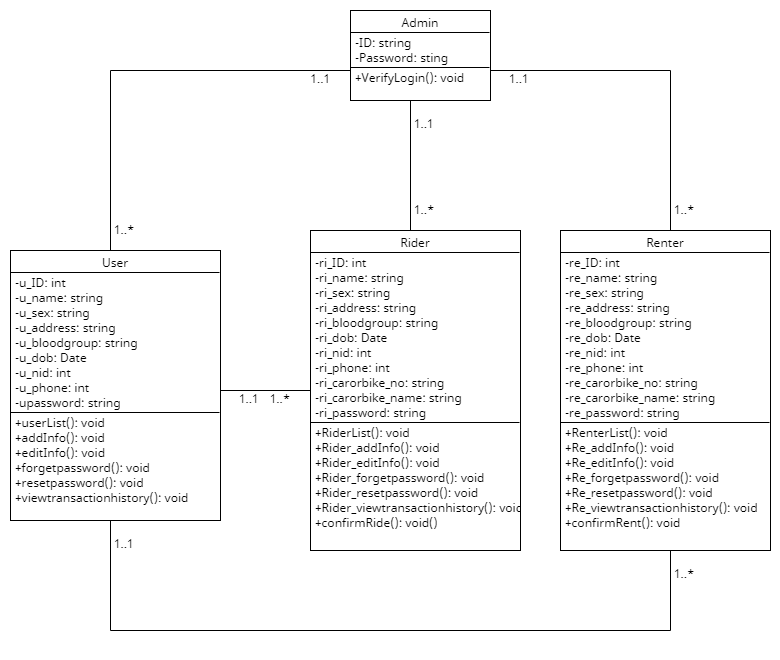 Admin
-ID: string
-Password: sting
+VerifyLogin(): void
1..1
1..1
1..1
1..*
1..*
1..*
User
-u_ID: int
-u_name: string
-u_sex: string
-u_address: string
-u_bloodgroup: string
-u_dob: Date
-u_nid: int
-u_phone: int
-upassword: string
+userList(): void
+addInfo(): void
+editInfo(): void
+forgetpassword(): void
+resetpassword(): void
+viewtransactionhistory(): void
1..1 1..*
Rider
-ri_ID: int
-ri_name: string
-ri_sex: string
-ri_address: string
-ri_bloodgroup: string
-ri_dob: Date
-ri_nid: int
-ri_phone: int
-ri_carorbike_no: string
-ri_carorbike_name: string
-ri_password: string
+RiderList(): void
+Rider_addInfo(): void
+Rider_editInfo(): void
+Rider_forgetpassword(): void
+Rider_resetpassword(): void
+Rider_viewtransactionhistory(): void
+confirmRide(): void()
Renter
-re_ID: int
-re_name: string
-re_sex: string
-re_address: string
-re_bloodgroup: string
-re_dob: Date
-re_nid: int
-re_phone: int
-re_carorbike_no: string
-re_carorbike_name: string
-re_password: string
+RenterList(): void
+Re_addInfo(): void
+Re_editInfo(): void
+Re_forgetpassword(): void
+Re_resetpassword(): void
+Re_viewtransactionhistory(): void
+confirmRent(): void
1..1
1..*